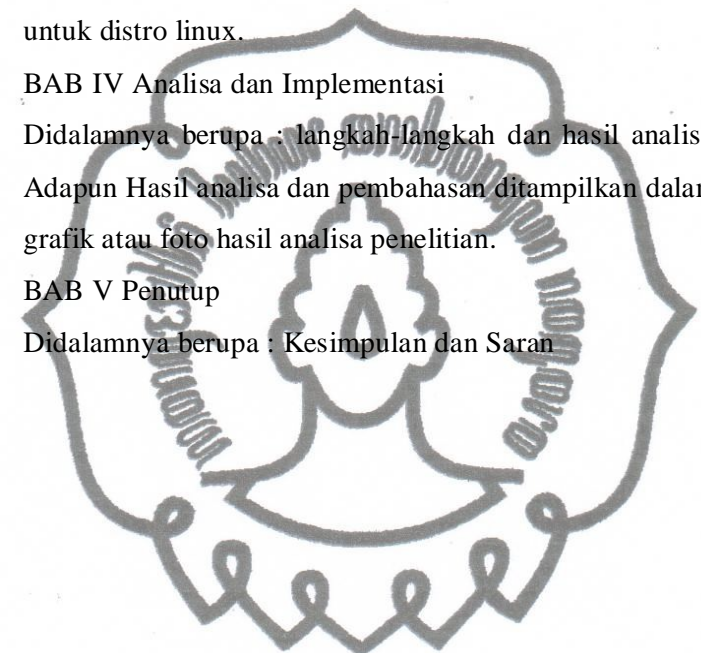 untuk distro linux.
BAB IV Analisa dan Implementasi
Didalamnya berupa : langkah-langkah dan hasil analis
Adapun Hasil analisa dan pembahasan ditampilkan dalam
grafik atau foto hasil analisa penelitian.
BAB V Penutup
Didalamnya berupa : Kesimpulan dan Saran